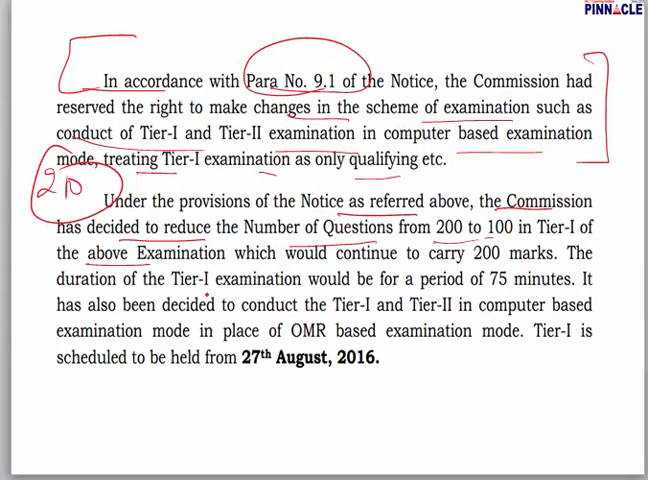 PINNACLE
In accordance with Para No. 9.1 of the Notice, the Commission had
reserved the right to make changes in the scheme of examination such as
conduct of Tier-I and Tier-II examination in computer based examination
mode, treating Tier-I examination as only qualifying etc.
Under the provisions of the Notice as referred above, the Commission
has decided to reduce the Number of Questions from 200 to 100 in Tier-I of
the above Examination which would continue to carry 200 marks. The
duration of the Tier-I examination would be for a period of 75 minutes. It
has also been decided to conduct the Tier-I and Tier-II in computer based
examination mode in place of OMR based examination mode. Tier-I is
scheduled to be held from 27th August, 2016.